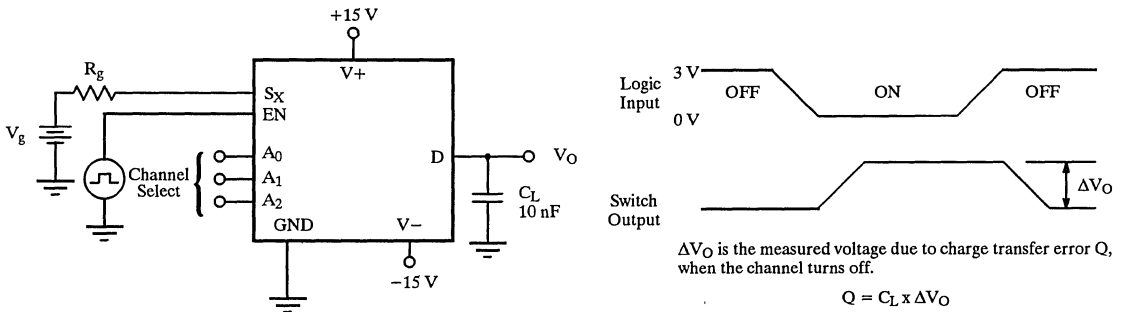 +15 V
V+
Rg
SX
EN
Vg
A0
A1
A2
Channel
Select
D
VO
CL
10 nF
GND
V−
−15 V
Logic
Input
3 V
0 V
OFF
ON
OFF
Switch
Output
ΔVO
ΔVO is the measured voltage due to charge transfer error Q,
when the channel turns off.
Q = CL x ΔVO